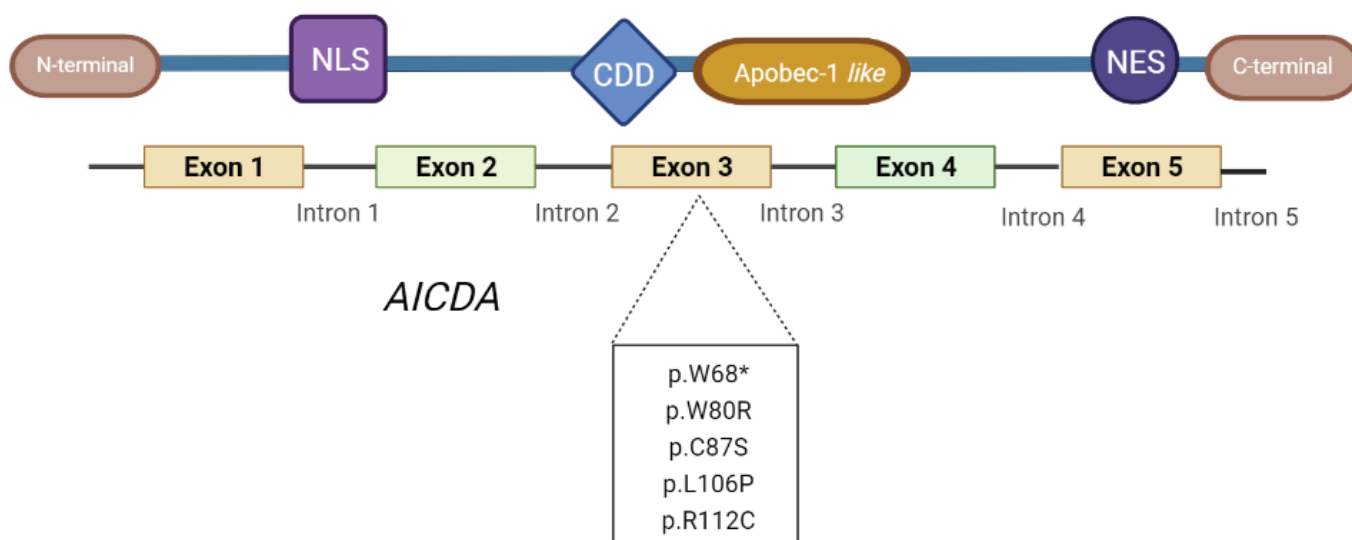 N-terminal NLS CDD Apobec-1 like NES C-terminal
Exon 1 Exon 2 Exon 3 Exon 4 Exon 5
Intron 1 Intron 2 Intron 3 Intron 4 Intron 5
AICDA
p.W68*
p.W80R
p.C87S
p.L106P
p.R112C